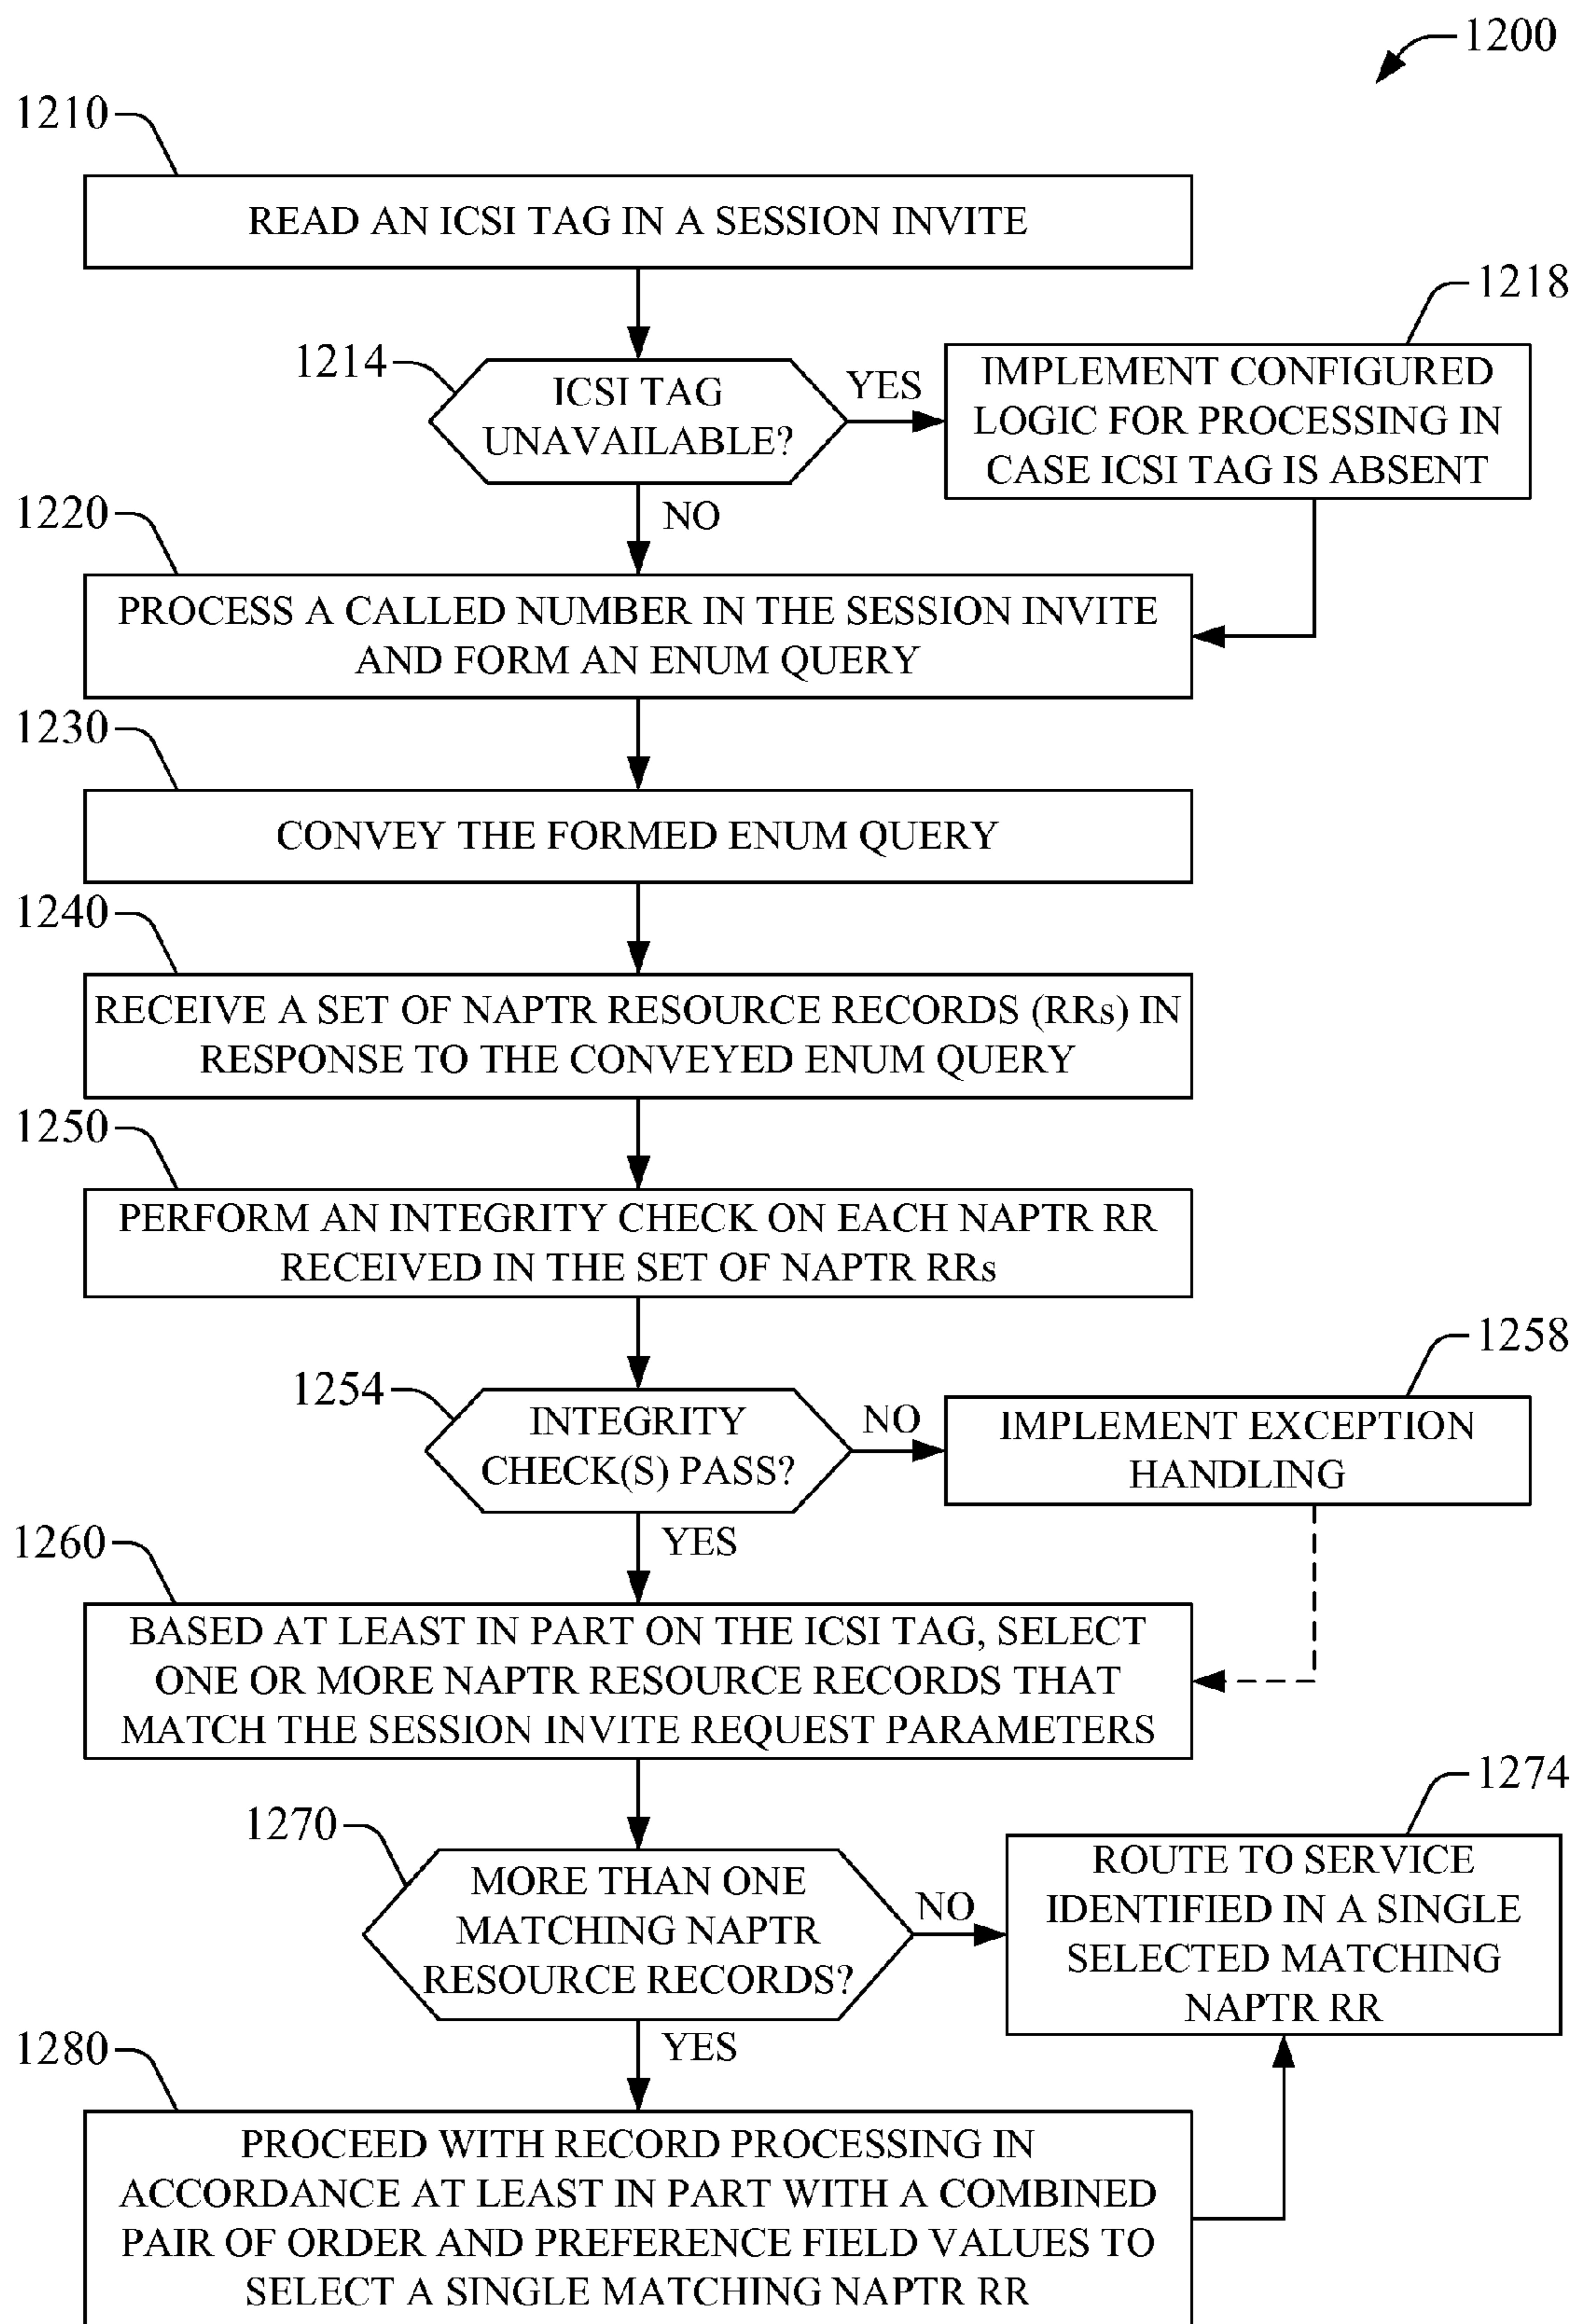 1200
1210
READ AN ICSI TAG IN A SESSION INVITE
1218
1214
ICSI TAG
UNAVAILABLE?
YES
IMPLEMENT CONFIGURED
LOGIC FOR PROCESSING IN
CASE ICSI TAG IS ABSENT
NO
1220
PROCESS A CALLED NUMBER IN THE SESSION INVITE
AND FORM AN ENUM QUERY
1230
CONVEY THE FORMED ENUM QUERY
1240
RECEIVE A SET OF NAPTR RESOURCE RECORDS (RRs) IN
RESPONSE TO THE CONVEYED ENUM QUERY
1250
PERFORM AN INTEGRITY CHECK ON EACH NAPTR RR
RECEIVED IN THE SET OF NAPTR RRs
1258
1254
INTEGRITY
CHECK(S) PASS?
NO
IMPLEMENT EXCEPTION
HANDLING
YES
1260
BASED AT LEAST IN PART ON THE ICSI TAG, SELECT
ONE OR MORE NAPTR RESOURCE RECORDS THAT
MATCH THE SESSION INVITE REQUEST PARAMETERS
1274
1270
MORE THAN ONE
MATCHING NAPTR
RESOURCE RECORDS?
NO
ROUTE TO SERVICE
IDENTIFIED IN A SINGLE
SELECTED MATCHING
NAPTR RR
YES
1280
PROCEED WITH RECORD PROCESSING IN
ACCORDANCE AT LEAST IN PART WITH A COMBINED
PAIR OF ORDER AND PREFERENCE FIELD VALUES TO
SELECT A SINGLE MATCHING NAPTR RR